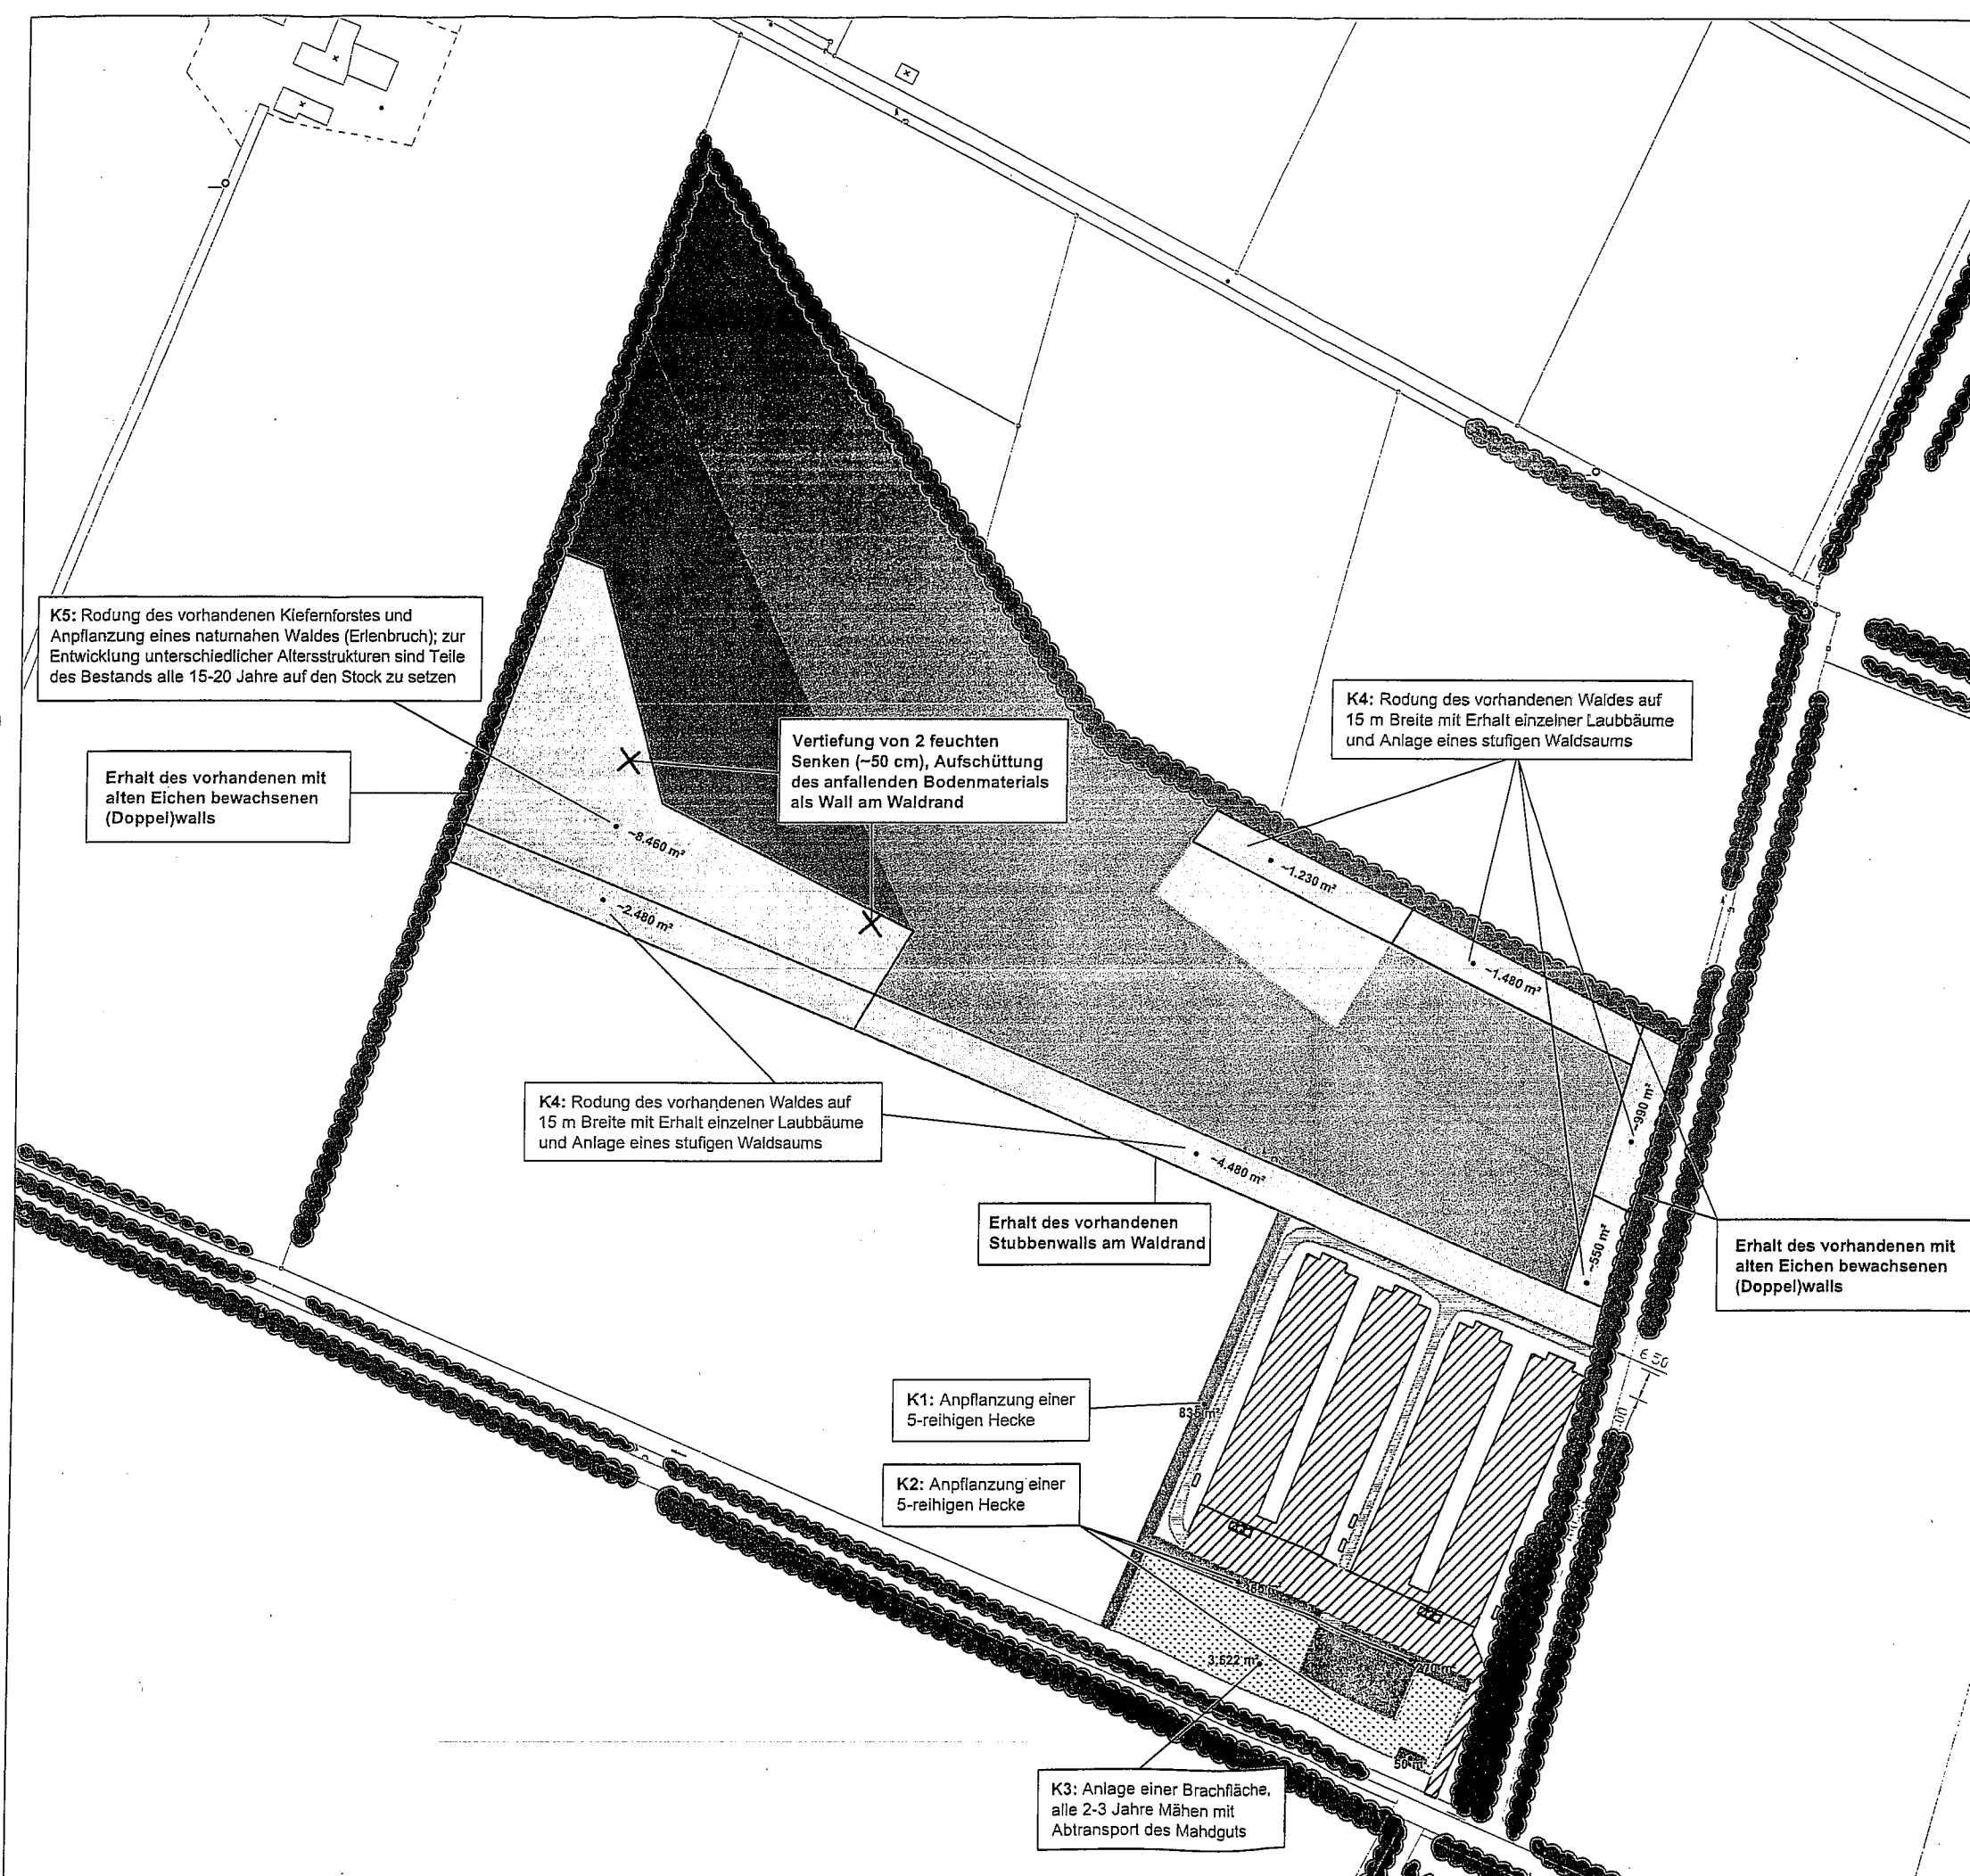 K5: Rodung des vorhandenen Kiefernforstes und
Anpflanzung eines naturnahen Waldes (Erlenbruch); zur
Entwicklung unterschiedlicher Altersstrukturen sind Teile
des Bestands alle 15-20 Jahre auf den Stock zu setzen
K4: Rodung des vorhandenen Waldes auf
15 m Breite mit Erhalt einzelner Laubbäume
und Anlage eines stufigen Waldsaums
Vertiefung von 2 feuchten
Senken (~50 cm), Aufschüttung
des anfallenden Bodenmaterials
als Wall am Waldrand
Erhalt des vorhandenen mit
alten Eichen bewachsenen
(Doppel)walls
~8.460 m²
~1.230 m²
~2.480 m²
~1.480 m²
~990 m²
K4: Rodung des vorhandenen Waldes auf
15 m Breite mit Erhalt einzelner Laubbäume
und Anlage eines stufigen Waldsaums
~4.480 m²
Erhalt des vorhandenen
Stubbenwalls am Waldrand
~550 m²
Erhalt des vorhandenen mit
alten Eichen bewachsenen
(Doppel)walls
6.50
K1: Anpflanzung einer
5-reihigen Hecke
835 m²
K2: Anpflanzung einer
5-reihigen Hecke
3.522 m²
50 m²
K3: Anlage einer Brachfläche,
alle 2-3 Jahre Mähen mit
Abtransport des Mahdguts